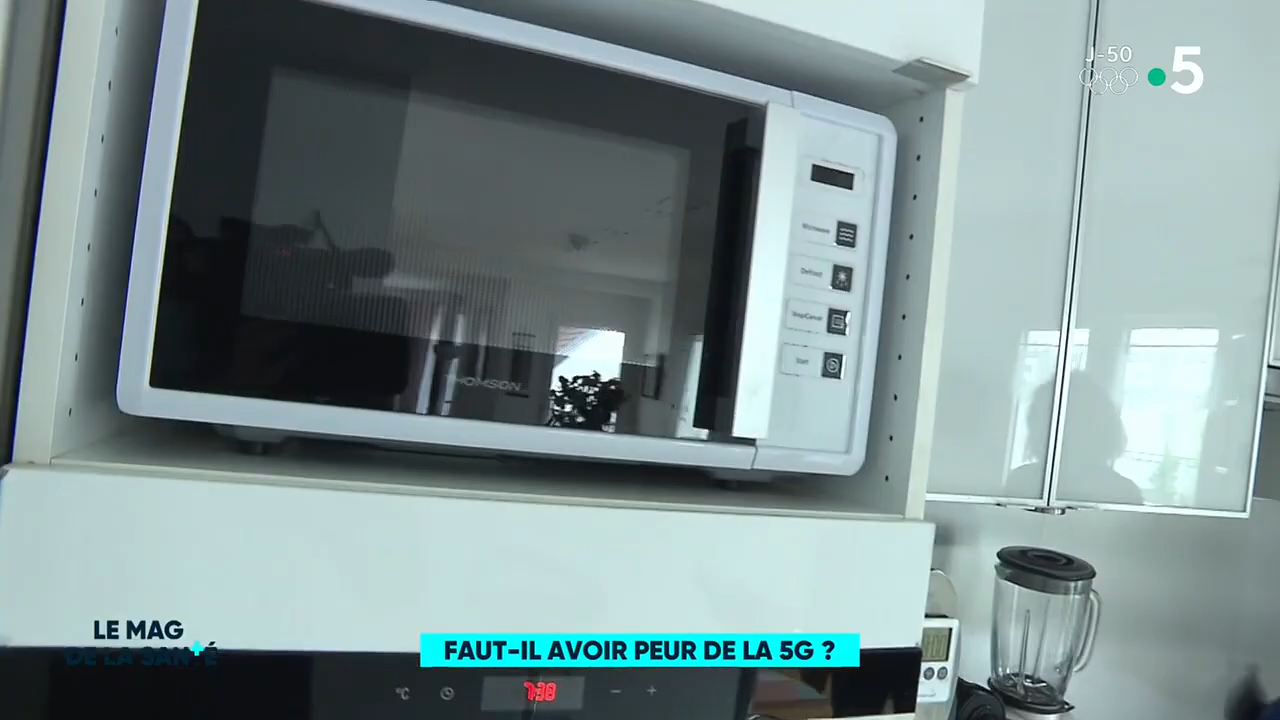 J-50
5
Microwave
Defrost
Stop/Cancel
Start
THOMSON
LE MAG
DE LA SANTÉ
FAUT-IL AVOIR PEUR DE LA 5G ?
°C
7:38
- +